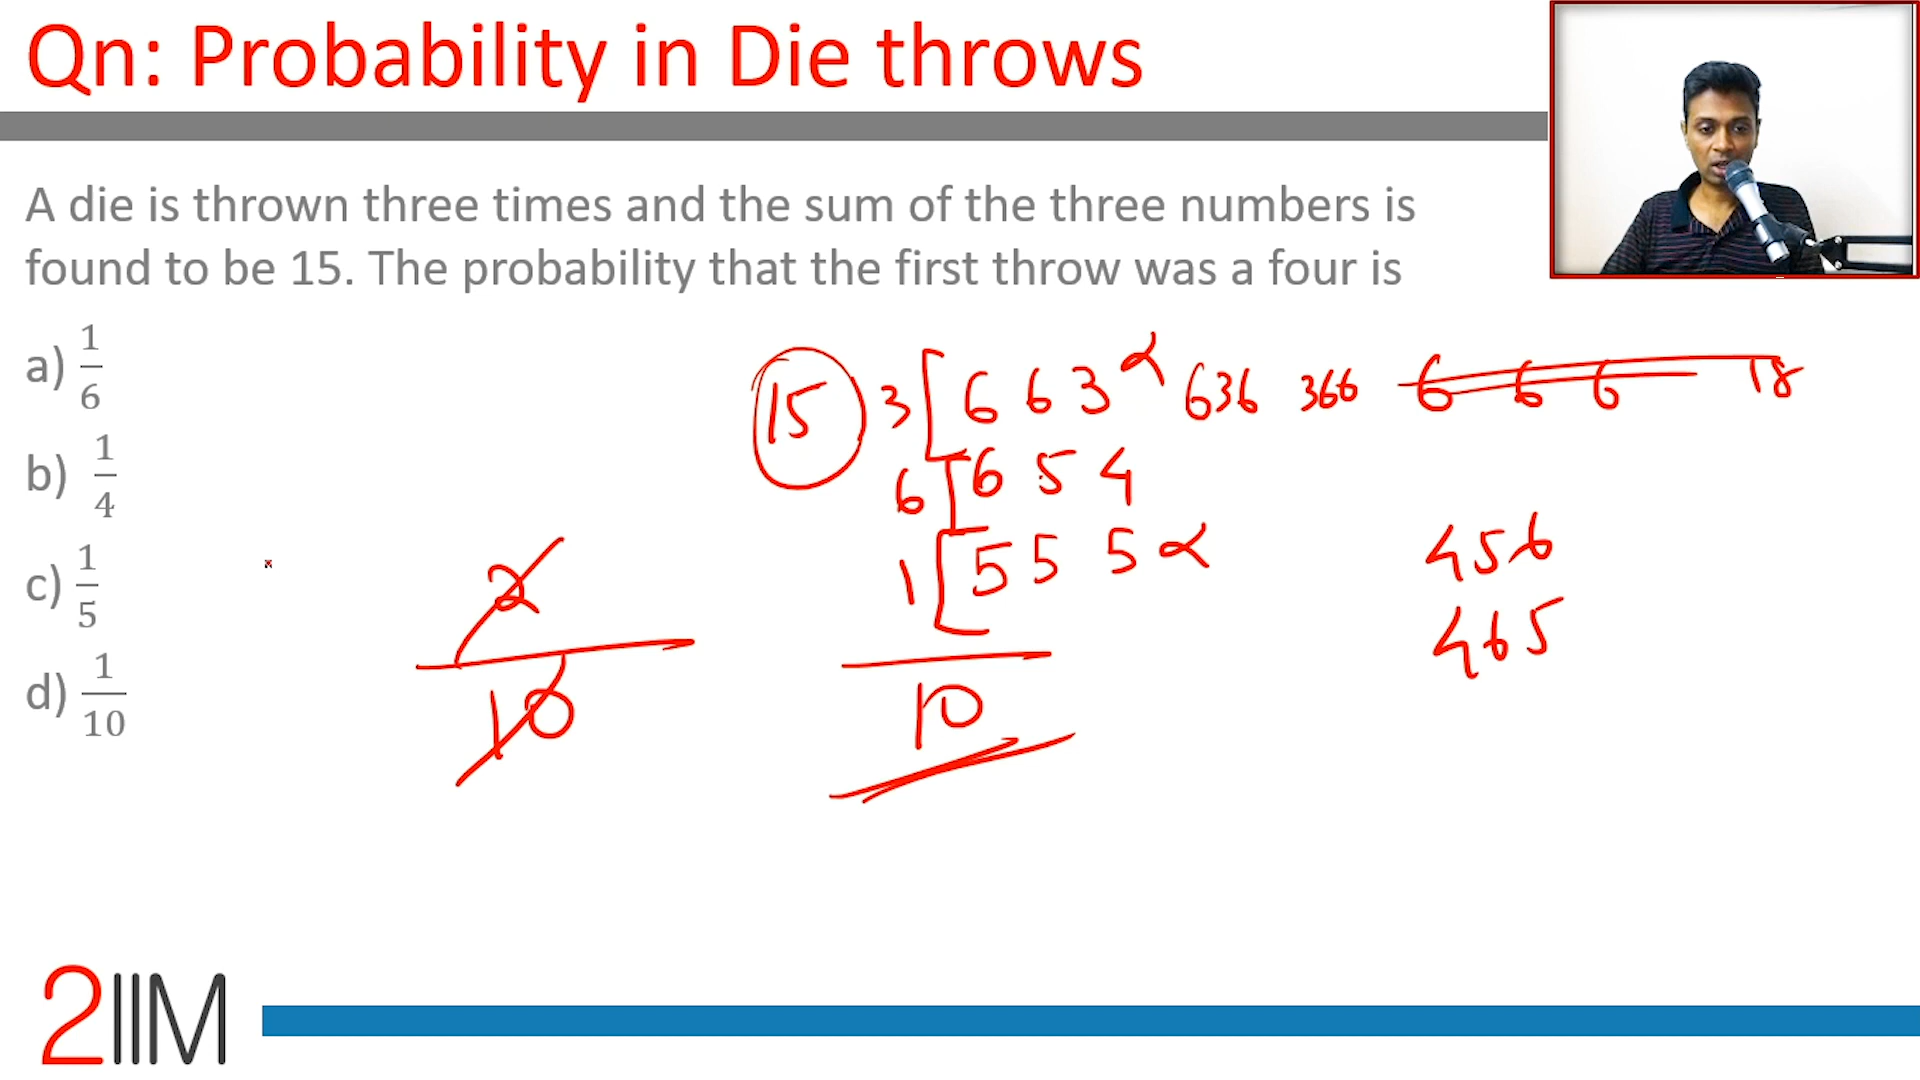 Qn: Probability in Die throws
A die is thrown three times and the sum of the three numbers is
found to be 15. The probability that the first throw was a four is
a) 1/6
b) 1/4
c) 1/5
d) 1/10
15 3 [ 6 6 3 636 366 6 6 6 18
6 [ 6 5 4
1 [ 5 5 5
10
2/10
456
465
2IIM